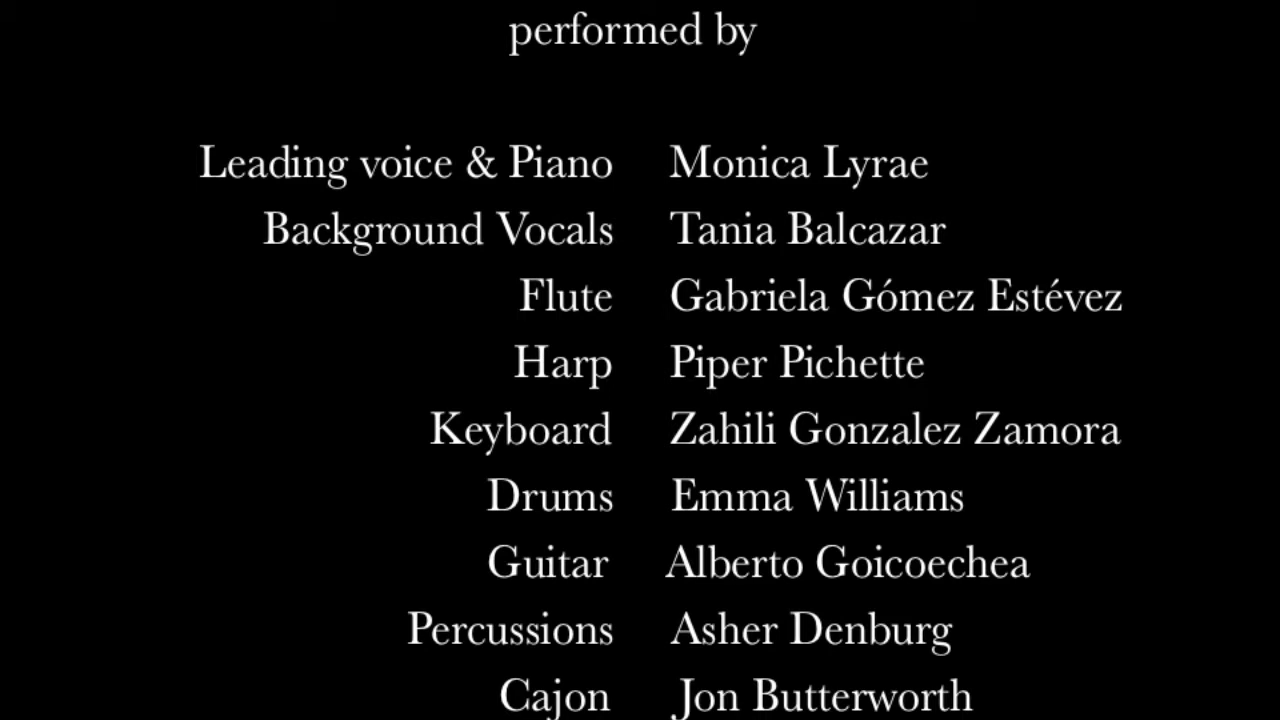 performed by
Leading voice & Piano Monica Lyrae
Background Vocals Tania Balcazar
Flute Gabriela Gómez Estévez
Harp Piper Pichette
Keyboard Zahili Gonzalez Zamora
Drums Emma Williams
Guitar Alberto Goicoechea
Percussions Asher Denburg
Cajon Jon Butterworth